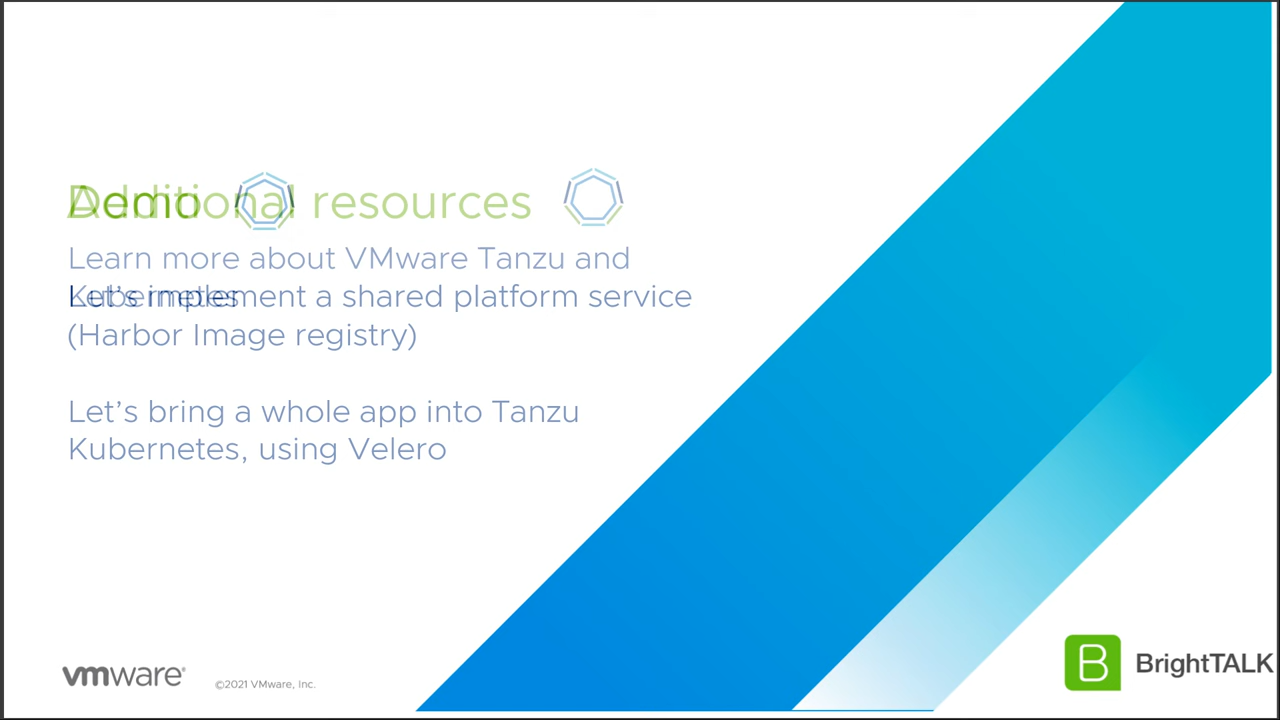 Demo
Additional resources
Learn more about VMware Tanzu and
Kubernetes
Let's implement a shared platform service
(Harbor Image registry)
Let's bring a whole app into Tanzu
Kubernetes, using Velero
vmware®
©2021 VMware, Inc.
B BrightTALK